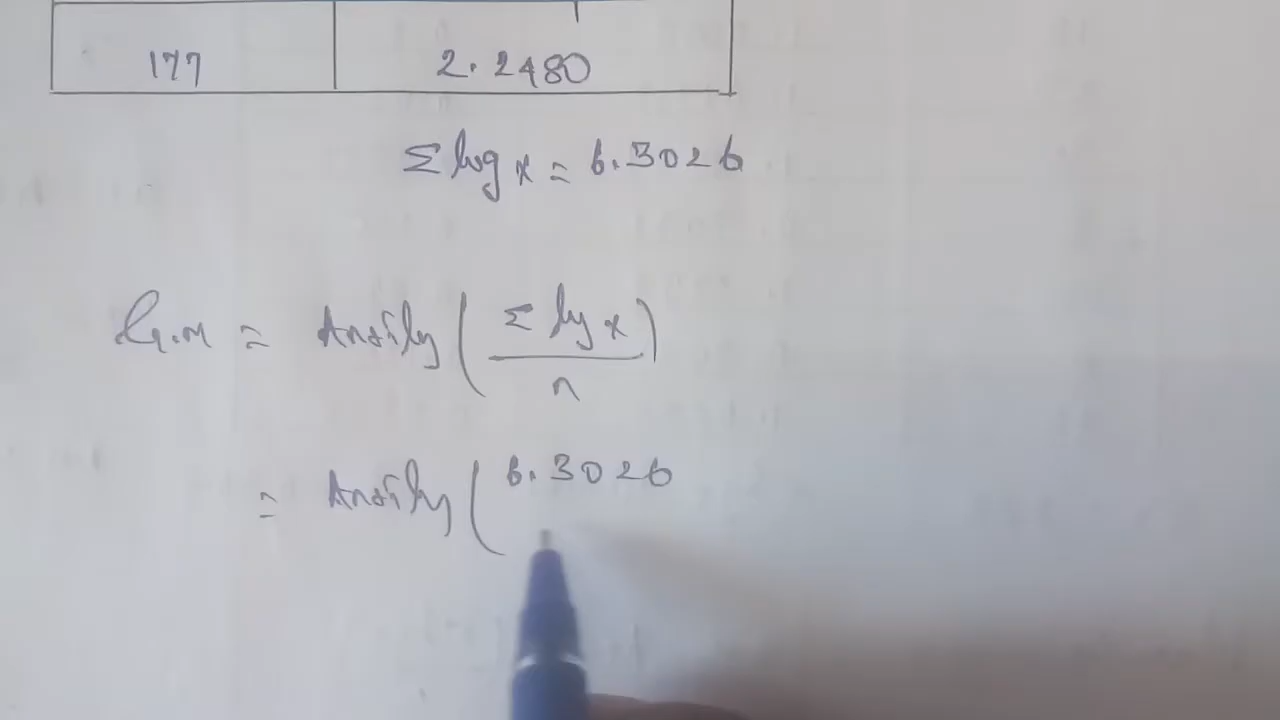 177 2.2480
Σ log x = 6.3026
G.M = Antilog ( Σ log x / n )
= Antilog ( 6.3026